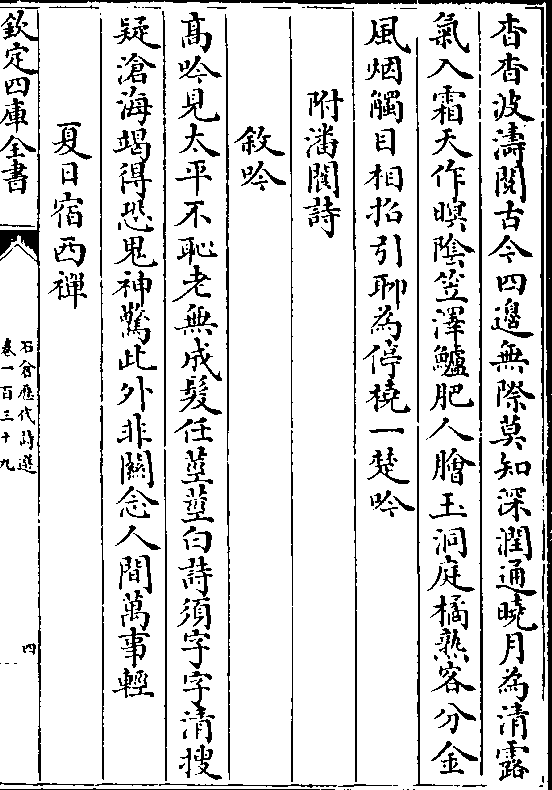 杳杳波濤閱古今四邉無際莫知深潤通曉月為清露
氣入霜天作暝陰笠澤鱸肥人膾玉洞庭橘熟客分金
風烟觸目相招引聊為停橈一楚吟
附潘閬詩
敘吟
髙吟見太平不恥老無成髮任莖莖白詩須字字清搜
疑滄海竭得恐鬼神驚此外非關念人間萬事輕
夏日宿西禪
欽定四庫全書
石倉歷代詩選
卷一百三十九
四